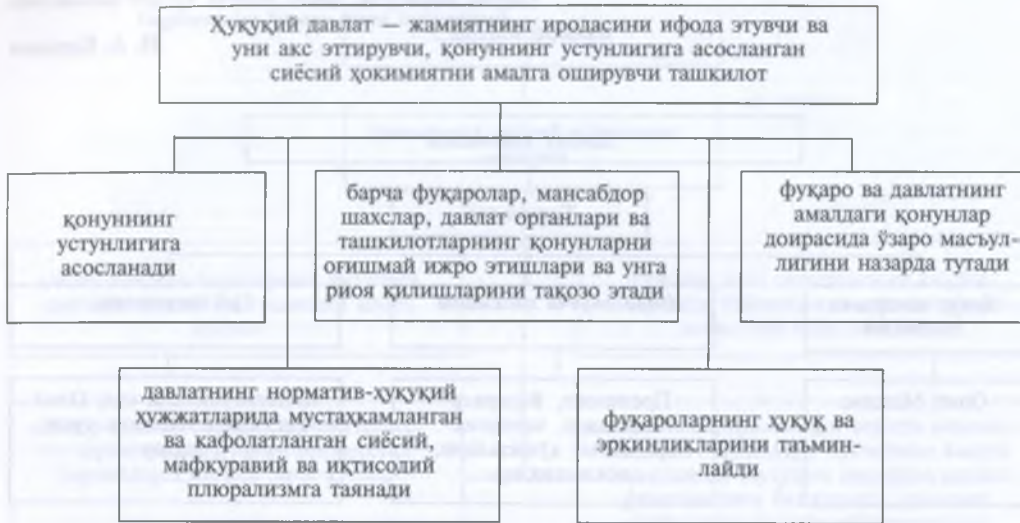 Ҳуқуқий давлат — жамиятнинг иродасини ифода этувчи ва
уни акс эттирувчи, қонуннинг устунлигига асосланган
сиёсий ҳокимиятни амалга оширувчи ташкилот
қонуннинг
устунлигига
асосланади
барча фуқаролар, мансабдор
шахслар, давлат органлари ва
ташкилотларнинг қонунларни
оғишмай ижро этишлари ва унга
риоя қилишларини тақозо этади
фуқаро ва давлатнинг
амалдаги қонунлар
доирасида ўзаро масъул-
лигини назарда тутади
давлатнинг норматив-ҳуқуқий
ҳужжатларида мустаҳкамланган
ва кафолатланган сиёсий,
мафкуравий ва иқтисодий
плюрализмга таянади
фуқароларнинг ҳуқуқ ва
эркинликларини таъмин-
лайди